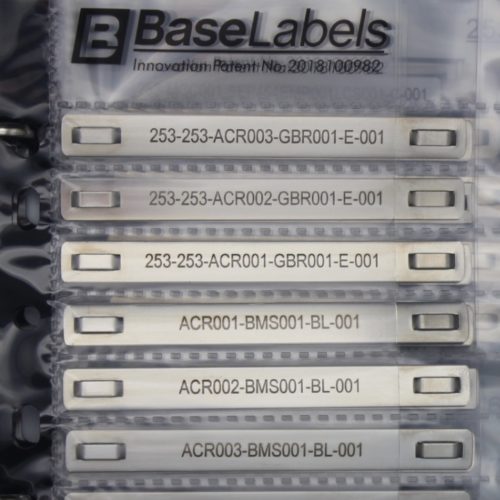 B BaseLabels
Innovation Patent No. 2018100982
253-253-ACR003-GBR001-E-001
253-253-ACR002-GBR001-E-001
253-253-ACR001-GBR001-E-001
ACR001-BMS001-BL-001
ACR002-BMS001-BL-001
ACR003-BMS001-BL-001